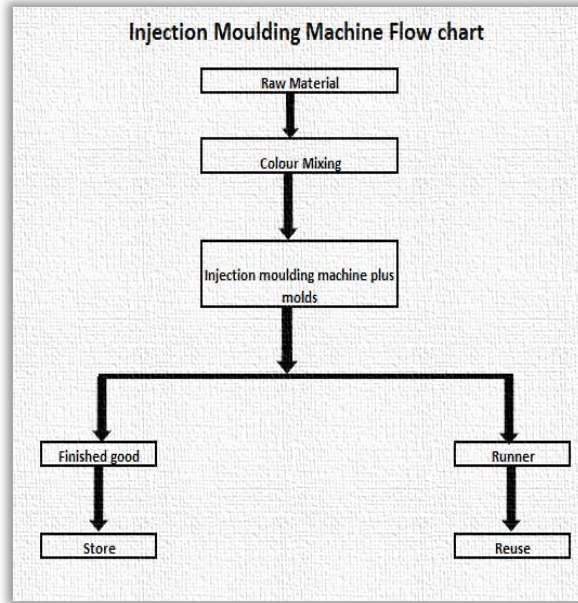 Injection Moulding Machine Flow chart
Raw Material
Colour Mixing
Injection moulding machine plus
molds
Finished good
Runner
Store
Reuse